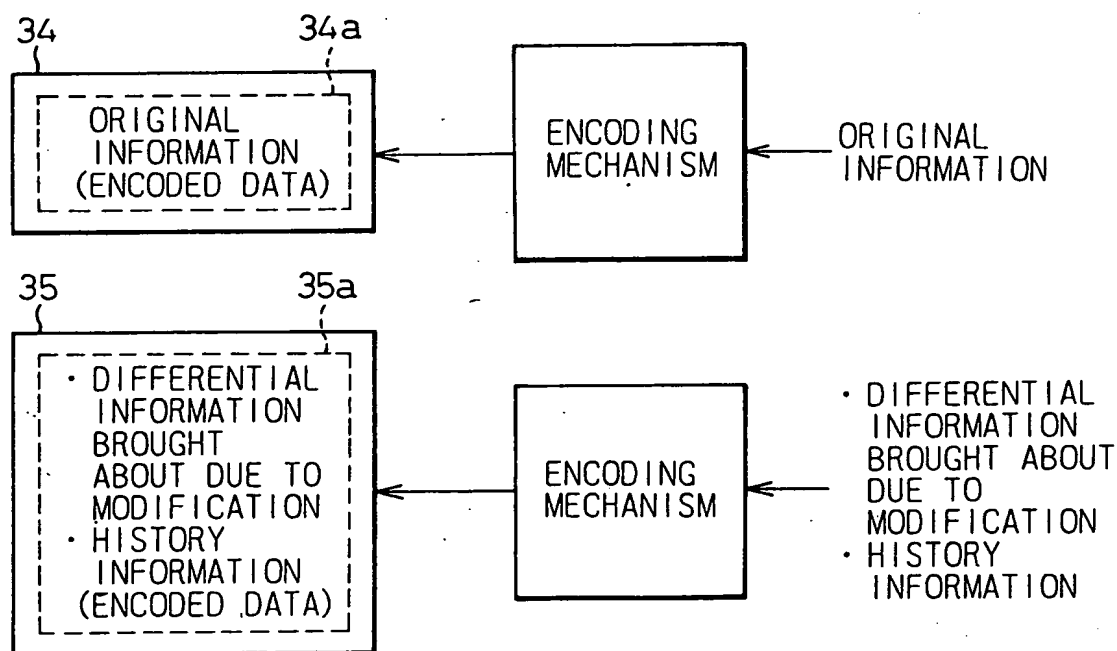 34
34a
ORIGINAL
INFORMATION
(ENCODED DATA)
ENCODING
MECHANISM
ORIGINAL
INFORMATION
35
35a
· DIFFERENTIAL
INFORMATION
BROUGHT
ABOUT DUE TO
MODIFICATION
· HISTORY
INFORMATION
(ENCODED DATA)
ENCODING
MECHANISM
· DIFFERENTIAL
INFORMATION
BROUGHT ABOUT
DUE TO
MODIFICATION
· HISTORY
INFORMATION